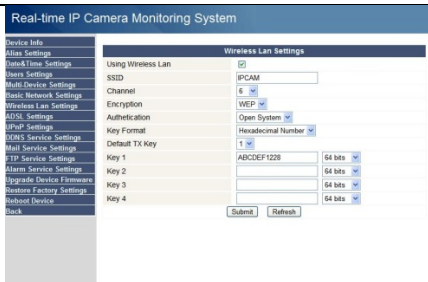 Real-time IP Camera Monitoring System
Device Info
Alias Settings
Date&Time Settings
Users Settings
Multi-Device Settings
Basic Network Settings
Wireless Lan Settings
ADSL Settings
UPnP Settings
DDNS Service Settings
Mail Service Settings
FTP Service Settings
Alarm Service Settings
Upgrade Device Firmware
Restore Factory Settings
Reboot Device
Back
Wireless Lan Settings
Using Wireless Lan
SSID IPCAM
Channel 6
Encryption WEP
Authetication Open System
Key Format Hexadecimal Number
Default TX Key 1
Key 1 ABCDEF1228 64 bits
Key 2 64 bits
Key 3 64 bits
Key 4 64 bits
Submit Refresh